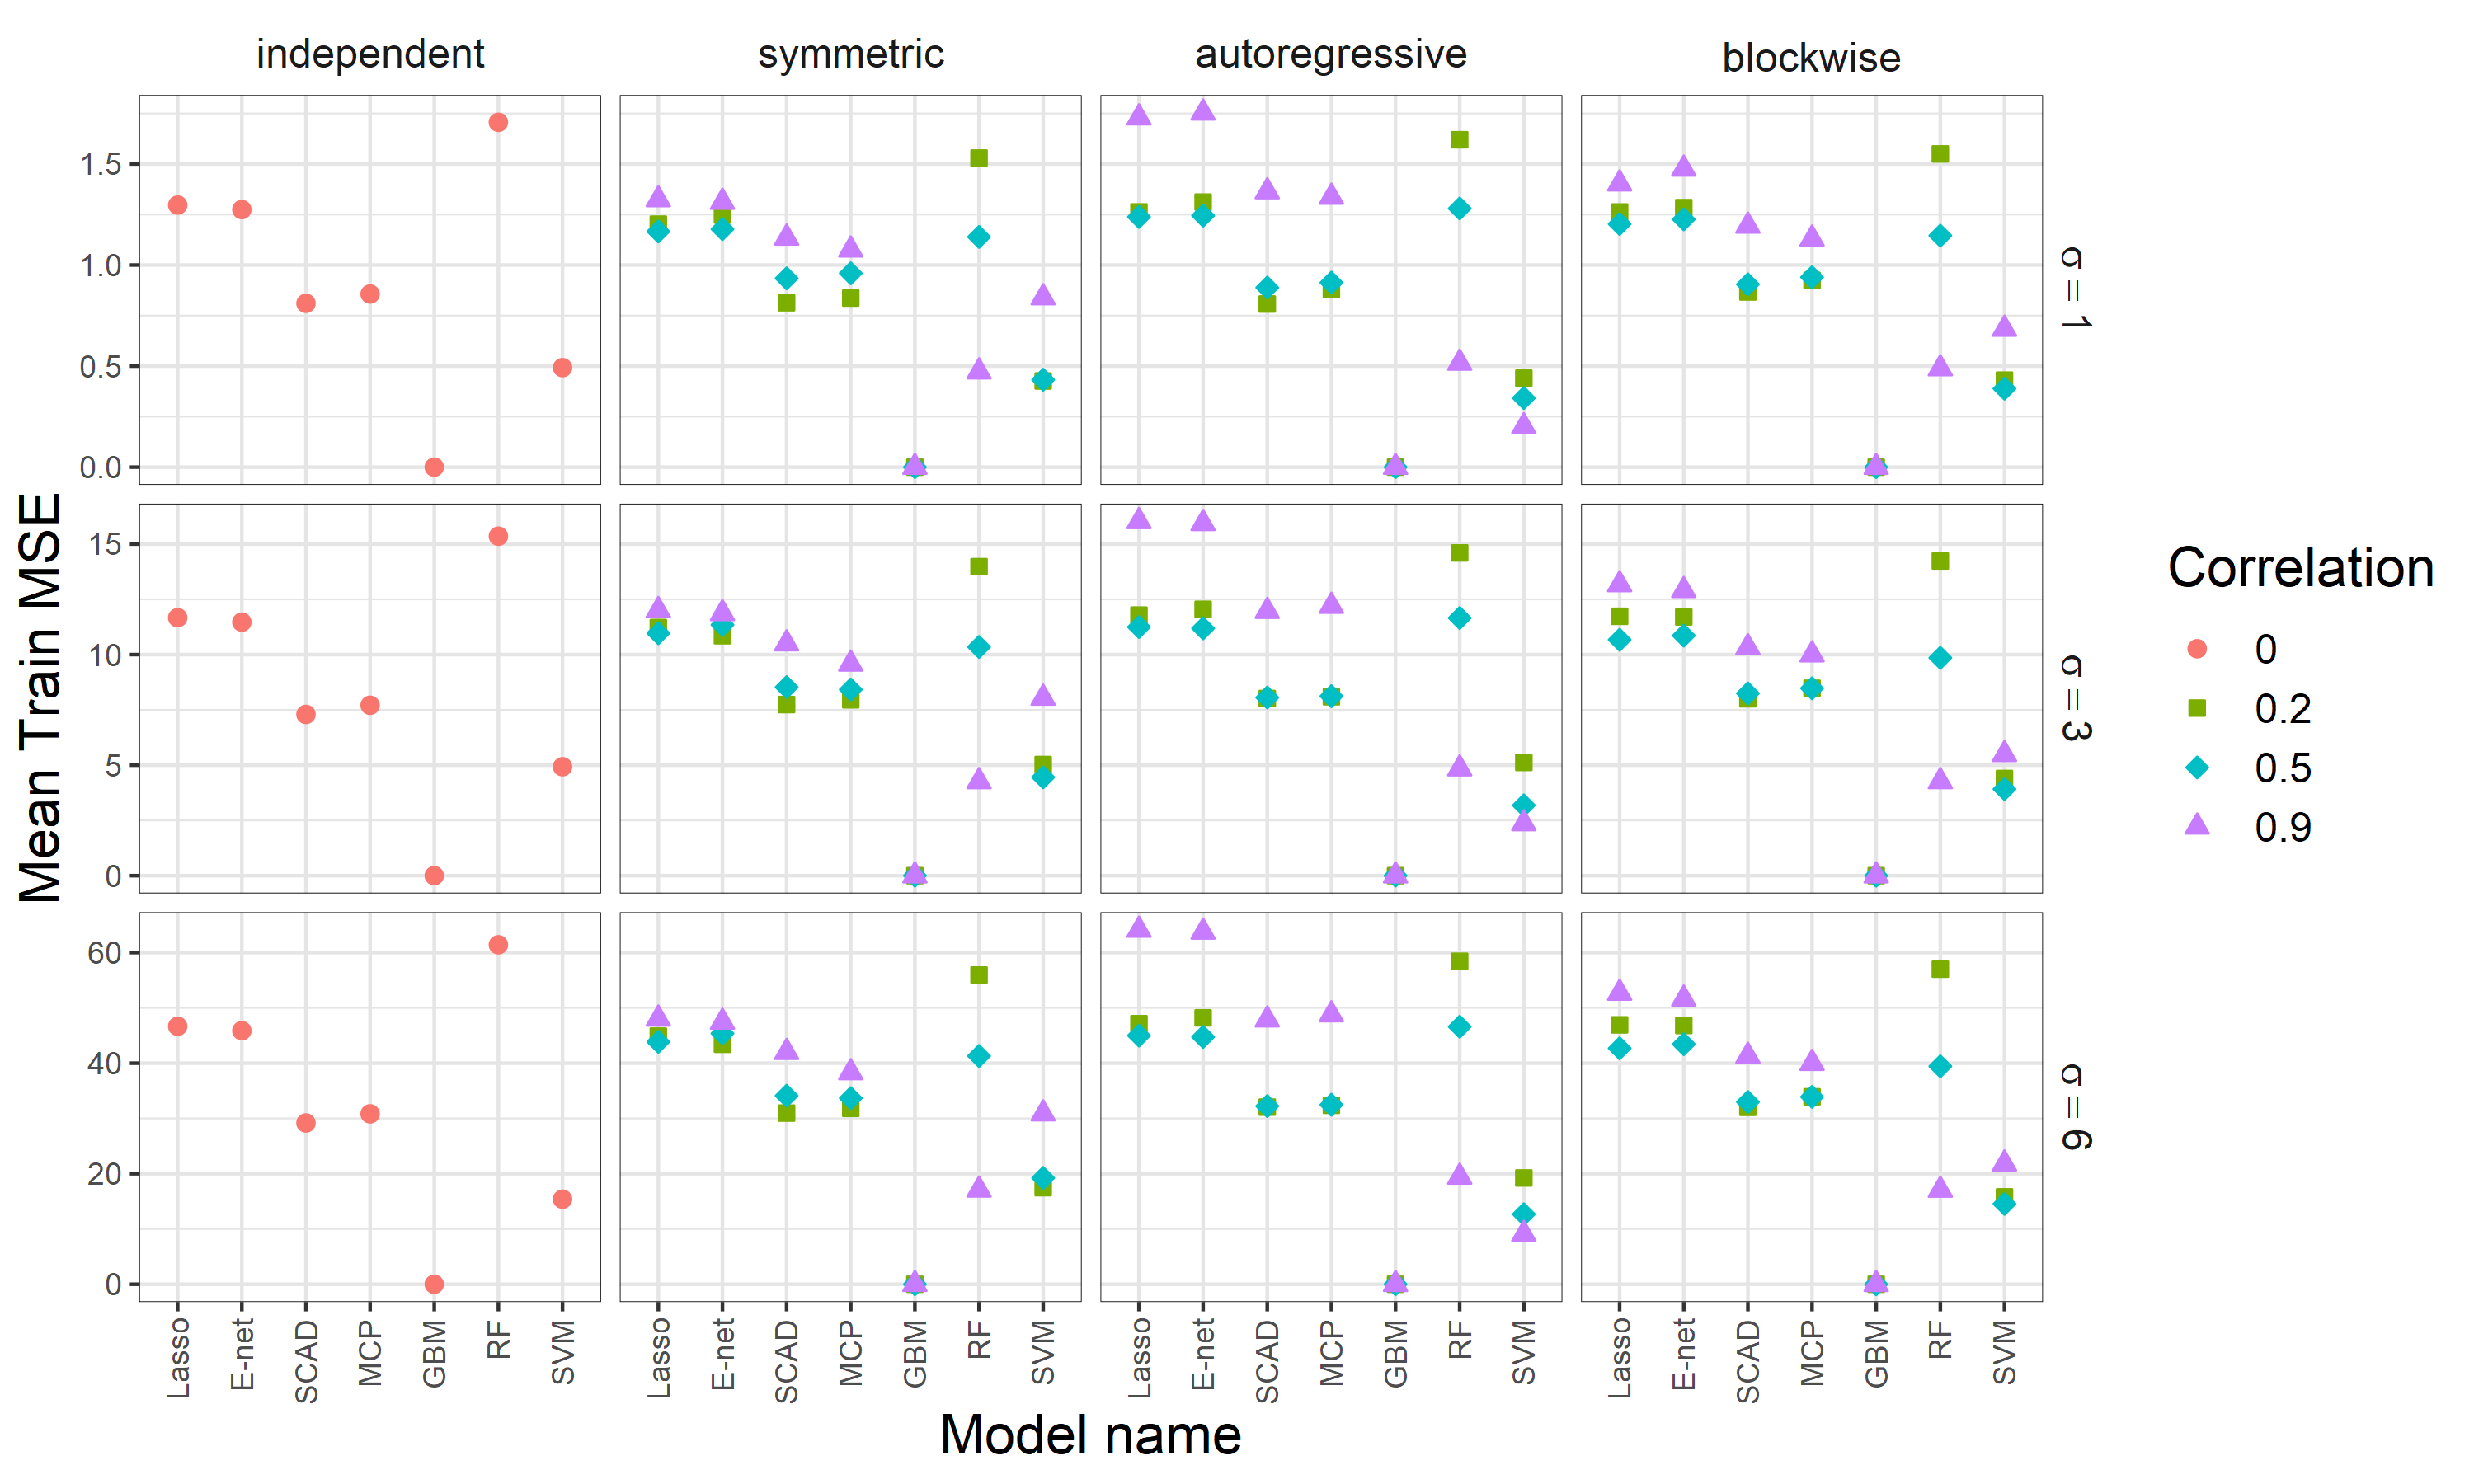 independent symmetric autoregressive blockwise
Mean Train MSE
1.5
1.0
0.5
0.0
σ = 1
15
10
5
0
σ = 3
60
40
20
0
σ = 6
Lasso E-net SCAD MCP GBM RF SVM
Lasso E-net SCAD MCP GBM RF SVM
Lasso E-net SCAD MCP GBM RF SVM
Lasso E-net SCAD MCP GBM RF SVM
Model name
Correlation
0
0.2
0.5
0.9